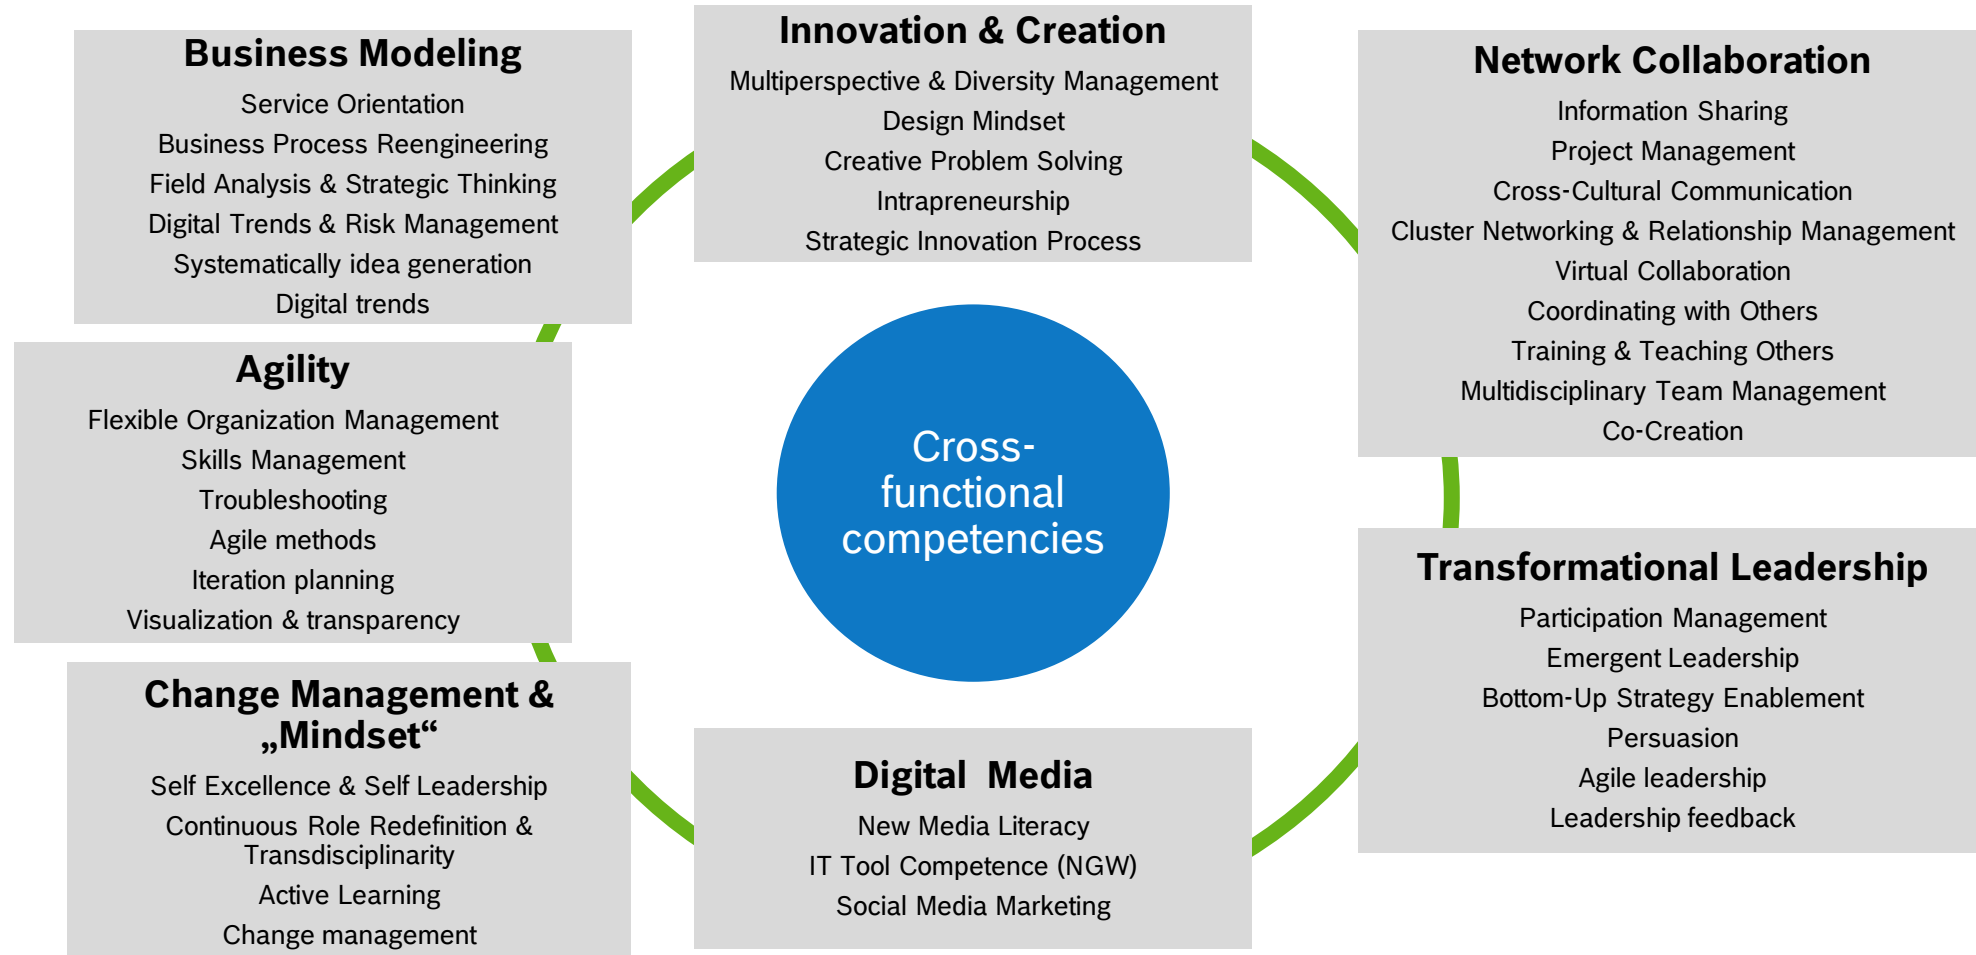 Business Modeling
Service Orientation
Business Process Reengineering
Field Analysis & Strategic Thinking
Digital Trends & Risk Management
Systematically idea generation
Digital trends
Innovation & Creation
Multiperspective & Diversity Management
Design Mindset
Creative Problem Solving
Intrapreneurship
Strategic Innovation Process
Network Collaboration
Information Sharing
Project Management
Cross-Cultural Communication
Cluster Networking & Relationship Management
Virtual Collaboration
Coordinating with Others
Training & Teaching Others
Multidisciplinary Team Management
Co-Creation
Agility
Flexible Organization Management
Skills Management
Troubleshooting
Agile methods
Iteration planning
Visualization & transparency
Cross-
functional
competencies
Transformational Leadership
Participation Management
Emergent Leadership
Bottom-Up Strategy Enablement
Persuasion
Agile leadership
Leadership feedback
Change Management &
„Mindset“
Self Excellence & Self Leadership
Continuous Role Redefinition &
Transdisciplinarity
Active Learning
Change management
Digital Media
New Media Literacy
IT Tool Competence (NGW)
Social Media Marketing